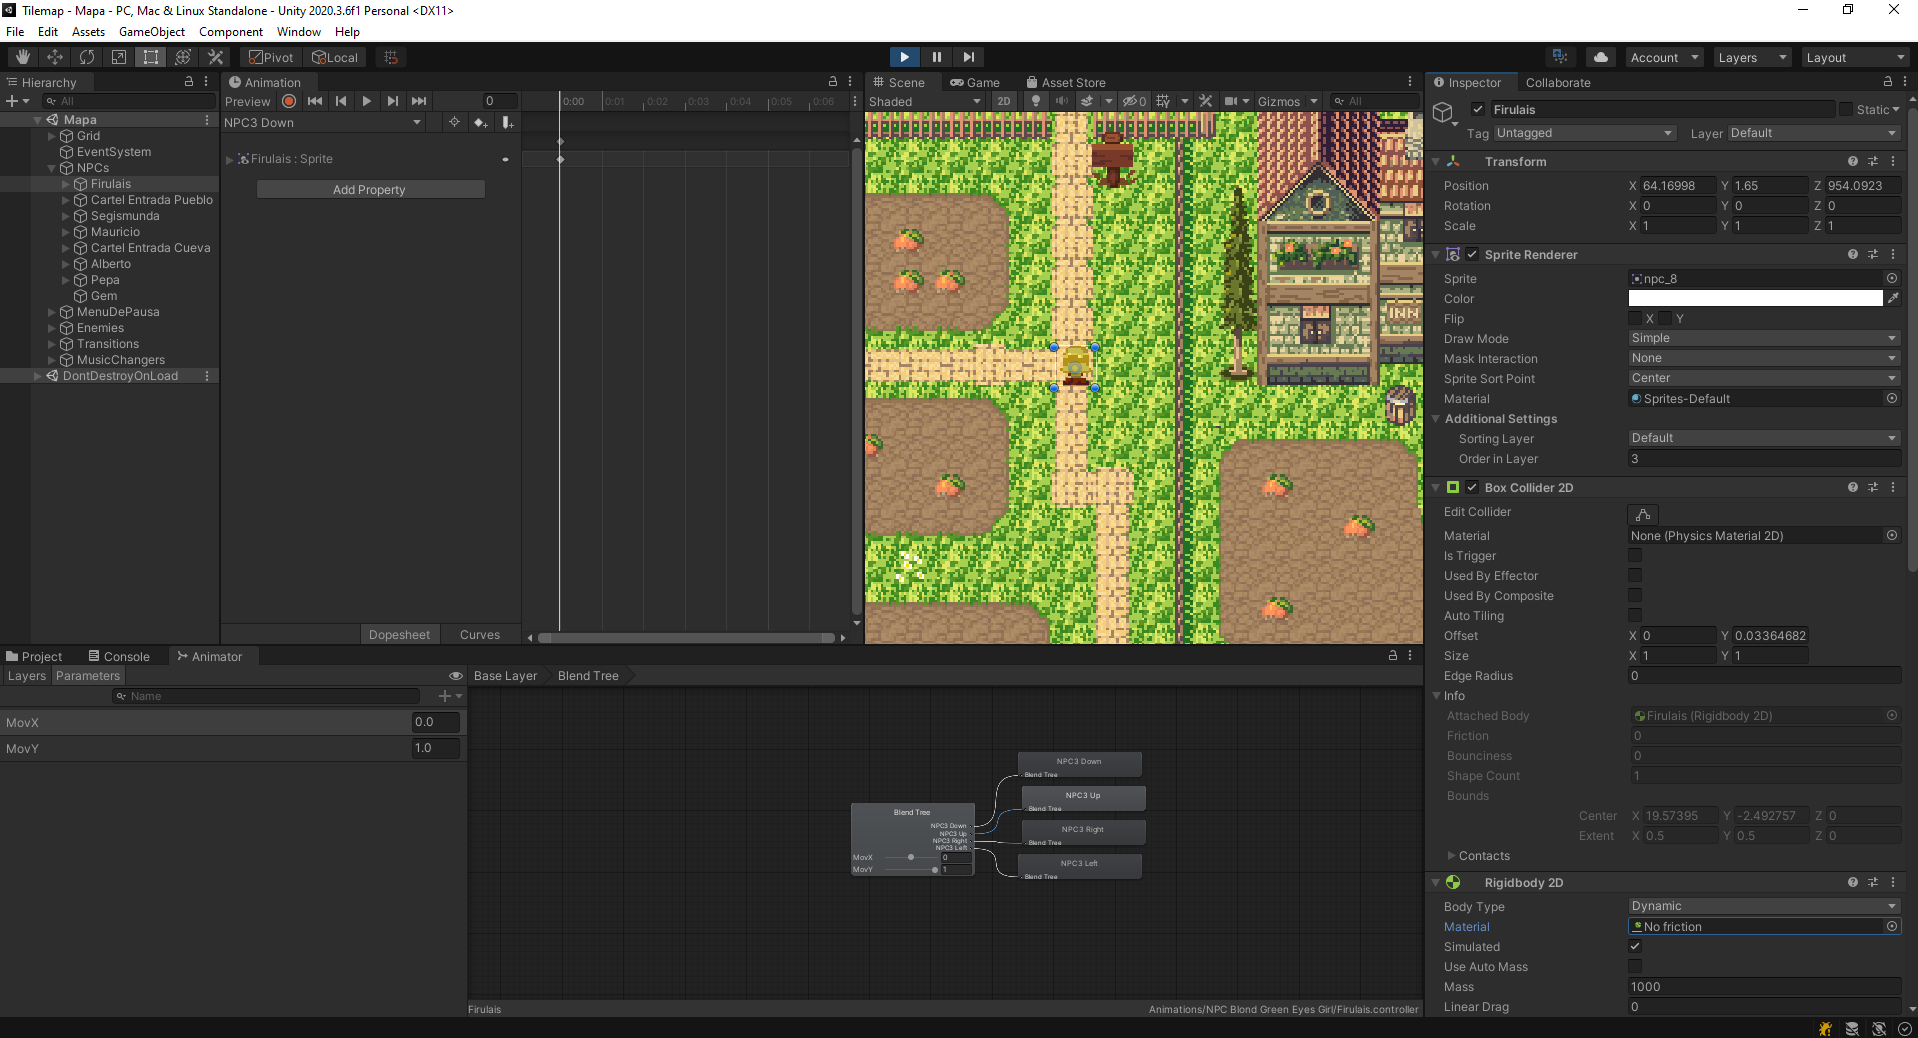 Tilemap - Mapa - PC, Mac & Linux Standalone - Unity 2020.3.6f1 Personal <DX11>
File Edit Assets GameObject Component Window Help
Pivot Local Account Layers Layout
Hierarchy
All
Mapa
Grid
EventSystem
NPCs
Firulais
Cartel Entrada Pueblo
Segismunda
Mauricio
Cartel Entrada Cueva
Alberto
Pepa
Gem
MenuDePausa
Enemies
Transitions
MusicChangers
DontDestroyOnLoad
Animation
Preview 0 0:00 0:01 0:02 0:03 0:04 0:05 0:06
NPC3 Down
Firulais : Sprite
Add Property
Dopesheet Curves
Scene Game Asset Store
Shaded 2D 0 Gizmos All
INN
Inspector Collaborate
Firulais Static
Tag Untagged Layer Default
Transform
Position X 64.16998 Y 1.65 Z 954.0923
Rotation X 0 Y 0 Z 0
Scale X 1 Y 1 Z 1
Sprite Renderer
Sprite npc_8
Color
Flip X Y
Draw Mode Simple
Mask Interaction None
Sprite Sort Point Center
Material Sprites-Default
Additional Settings
Sorting Layer Default
Order in Layer 3
Box Collider 2D
Edit Collider
Material None (Physics Material 2D)
Is Trigger
Used By Effector
Used By Composite
Auto Tiling
Offset X 0 Y 0.03364682
Size X 1 Y 1
Edge Radius 0
Info
Attached Body Firulais (Rigidbody 2D)
Friction 0
Bounciness 0
Shape Count 1
Bounds
Center X 19.57395 Y -2.492757 Z 0
Extent X 0.5 Y 0.5 Z 0
Contacts
Rigidbody 2D
Body Type Dynamic
Material No friction
Simulated
Use Auto Mass
Mass 1000
Linear Drag 0
Project Console Animator
Layers Parameters Base Layer Blend Tree
Name
MovX 0.0
MovY 1.0
Blend Tree
NPC3 Down
NPC3 Up
NPC3 Right
NPC3 Left
MovX 0
MovY 1
NPC3 Down
Blend Tree
NPC3 Up
Blend Tree
NPC3 Right
Blend Tree
NPC3 Left
Blend Tree
Firulais Animations/NPC Blond Green Eyes Girl/Firulais.controller